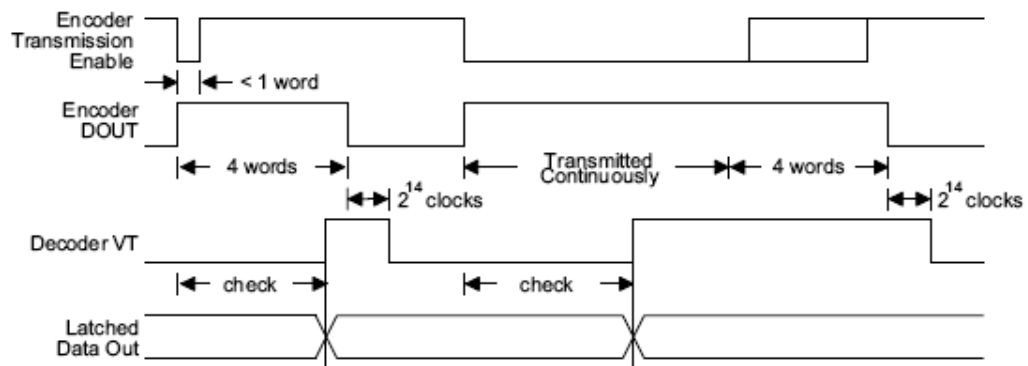 Encoder
Transmission
Enable
< 1 word
Encoder
DOUT
4 words
Transmitted
Continuously
4 words
2^14 clocks
2^14 clocks
Decoder VT
check
check
Latched
Data Out